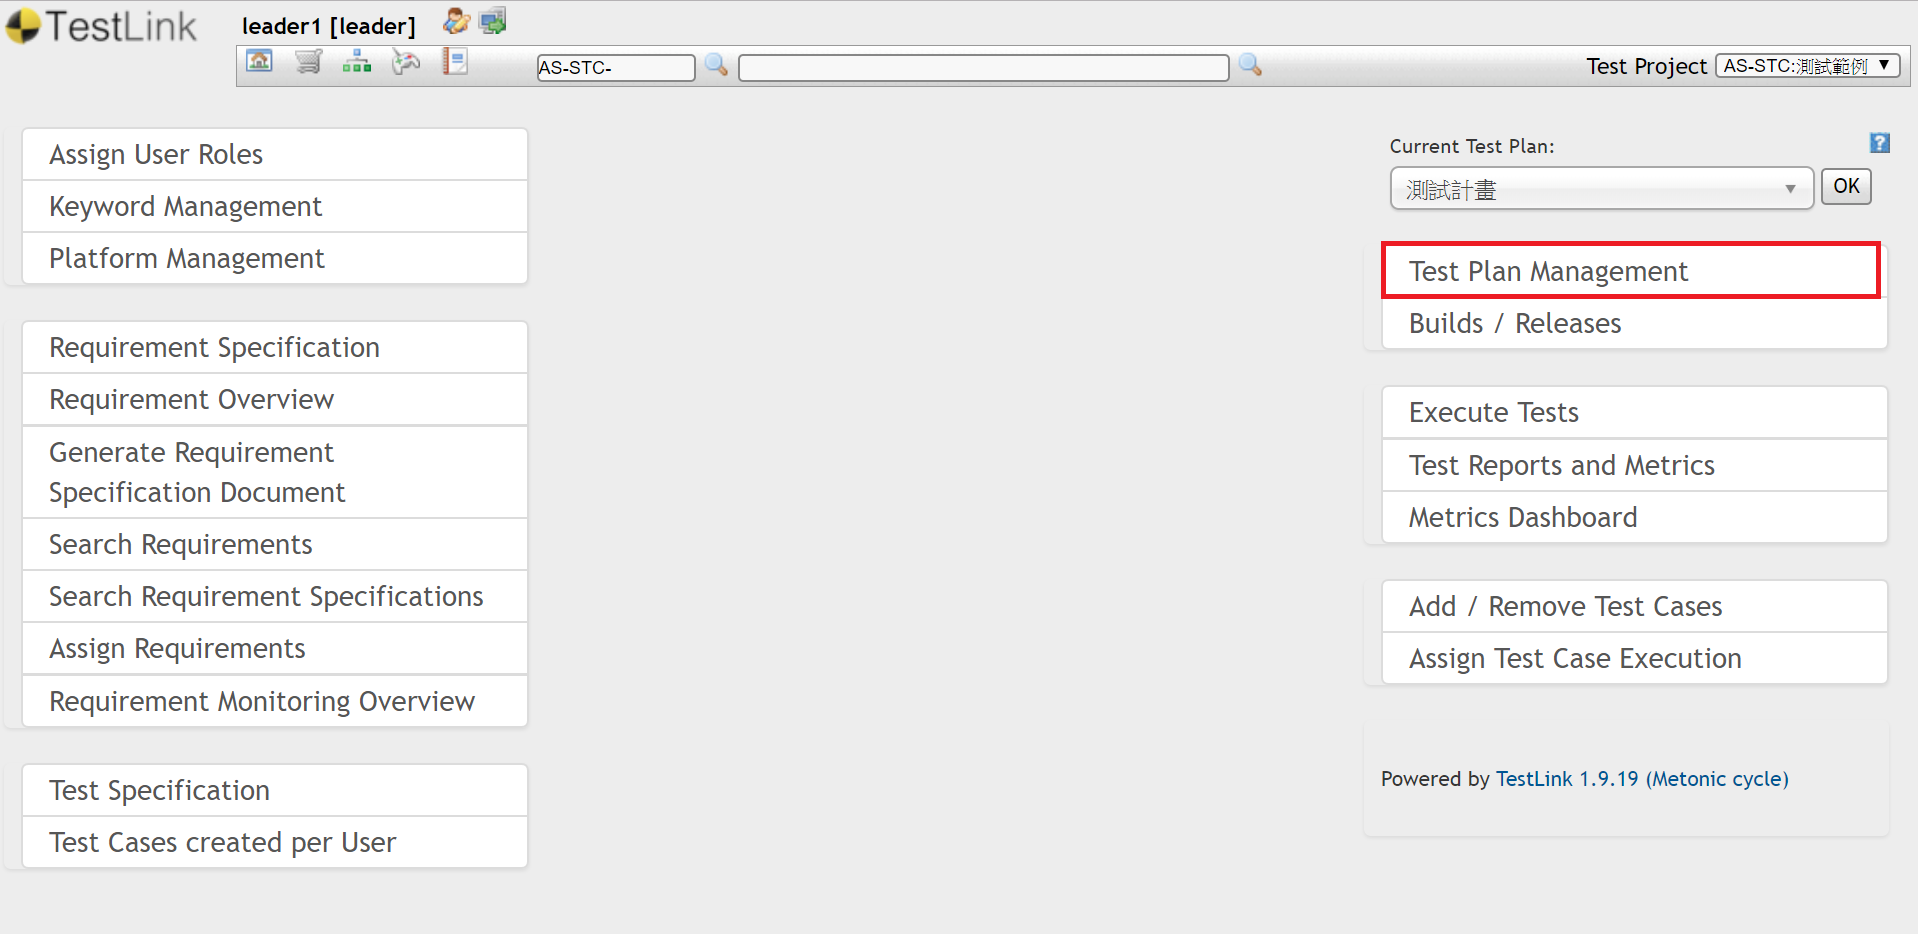 TestLink
leader1 [leader]
AS-STC-
Test Project AS-STC:測試範例
Assign User Roles
Keyword Management
Platform Management
Requirement Specification
Requirement Overview
Generate Requirement
Specification Document
Search Requirements
Search Requirement Specifications
Assign Requirements
Requirement Monitoring Overview
Test Specification
Test Cases created per User
Current Test Plan:
?
測試計畫
OK
Test Plan Management
Builds / Releases
Execute Tests
Test Reports and Metrics
Metrics Dashboard
Add / Remove Test Cases
Assign Test Case Execution
Powered by TestLink 1.9.19 (Metonic cycle)